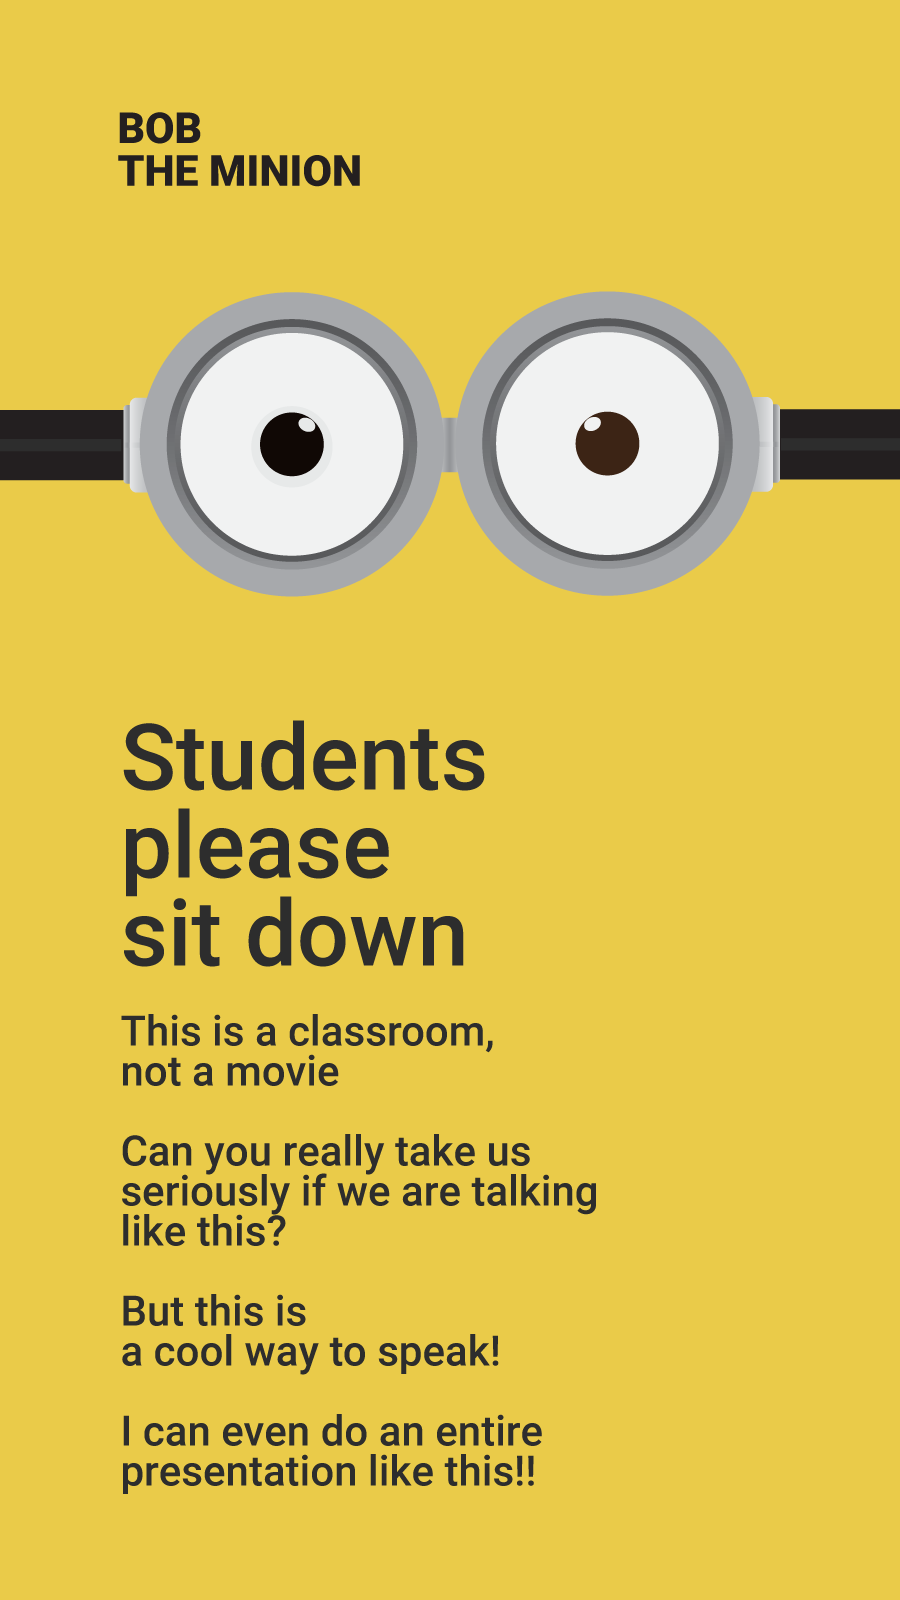 BOB
THE MINION
Students
please
sit down
This is a classroom,
not a movie
Can you really take us
seriously if we are talking
like this?
But this is
a cool way to speak!
I can even do an entire
presentation like this!!